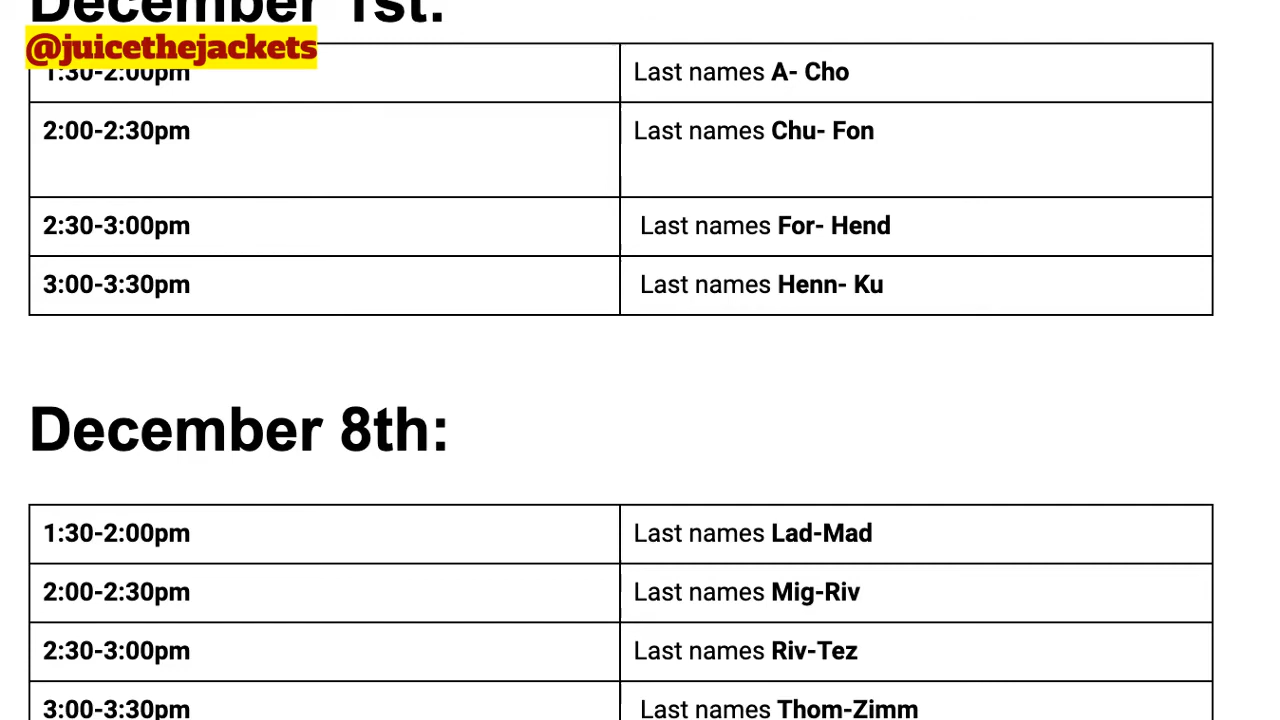 December 1st:
@juicethejackets
1:30-2:00pm Last names A- Cho
2:00-2:30pm Last names Chu- Fon
2:30-3:00pm Last names For- Hend
3:00-3:30pm Last names Henn- Ku
December 8th:
1:30-2:00pm Last names Lad-Mad
2:00-2:30pm Last names Mig-Riv
2:30-3:00pm Last names Riv-Tez
3:00-3:30pm Last names Thom-Zimm